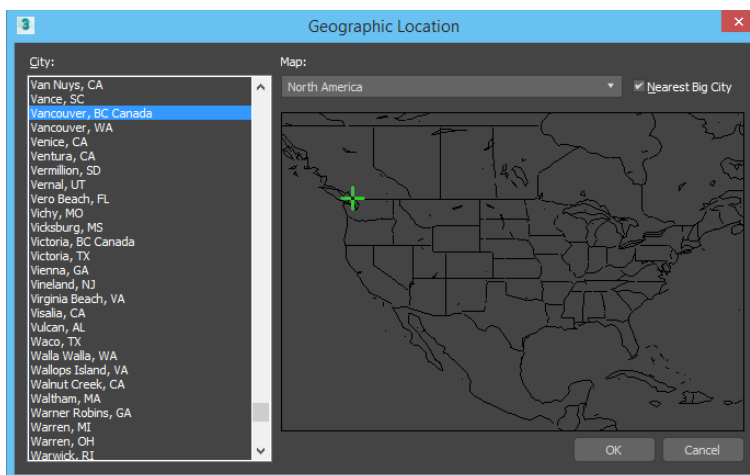 3
Geographic Location
City:
Map:
Van Nuys, CA
Vance, SC
Vancouver, BC Canada
Vancouver, WA
Venice, CA
Ventura, CA
Vermillion, SD
Vernal, UT
Vero Beach, FL
Vichy, MO
Vicksburg, MS
Victoria, BC Canada
Victoria, TX
Vienna, GA
Vineland, NJ
Virginia Beach, VA
Visalia, CA
Vulcan, AL
Waco, TX
Walla Walla, WA
Wallops Island, VA
Walnut Creek, CA
Waltham, MA
Warner Robins, GA
Warren, MI
Warren, OH
Warwick, RI
North America
Nearest Big City
OK
Cancel